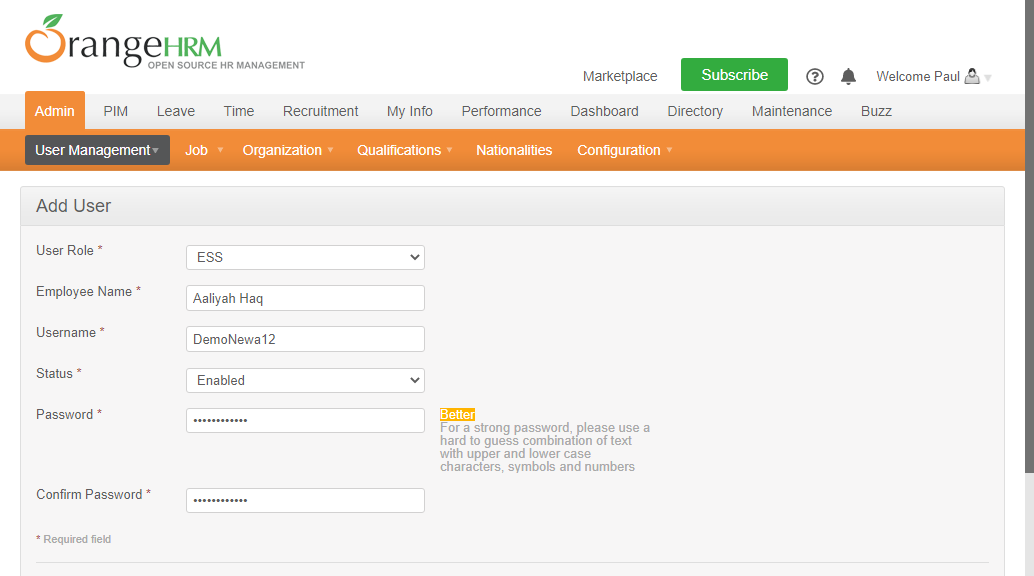 OrangeHRM
OPEN SOURCE HR MANAGEMENT
Marketplace Subscribe Welcome Paul
Admin PIM Leave Time Recruitment My Info Performance Dashboard Directory Maintenance Buzz
User Management Job Organization Qualifications Nationalities Configuration
Add User
User Role * ESS
Employee Name * Aaliyah Haq
Username * DemoNewa12
Status * Enabled
Password * •••••••••••• Better
For a strong password, please use a
hard to guess combination of text
with upper and lower case
characters, symbols and numbers
Confirm Password * ••••••••••••
* Required field